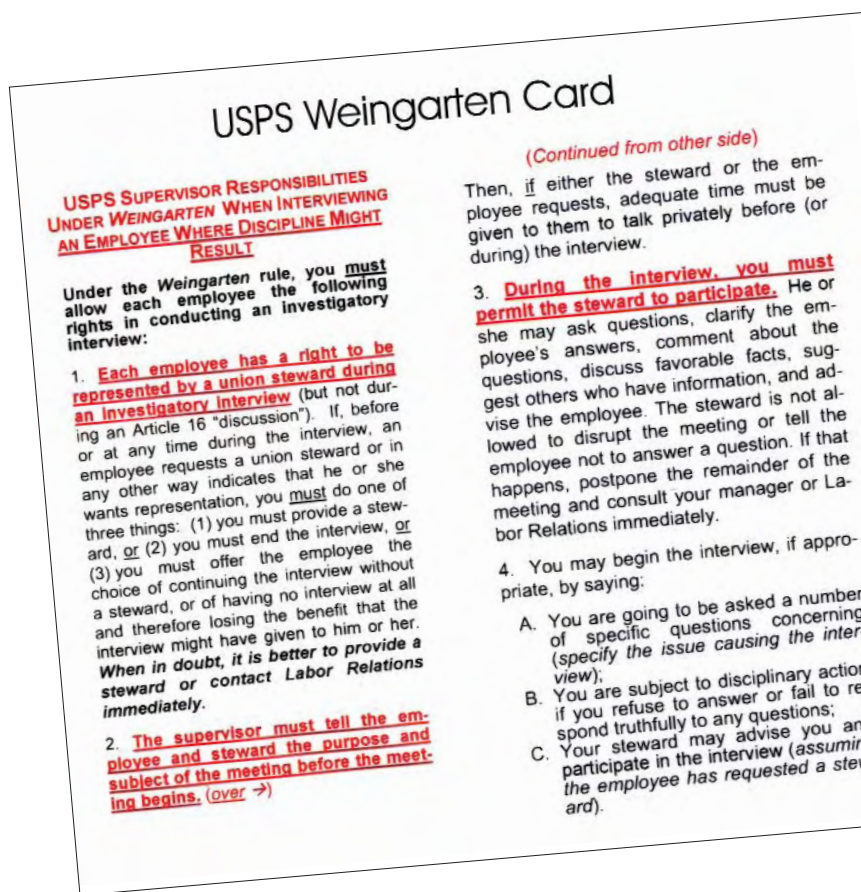 USPS Weingarten Card
USPS SUPERVISOR RESPONSIBILITIES
UNDER WEINGARTEN WHEN INTERVIEWING
AN EMPLOYEE WHERE DISCIPLINE MIGHT
RESULT
Under the Weingarten rule, you must
allow each employee the following
rights in conducting an investigatory
interview:
1. Each employee has a right to be
represented by a union steward during
an investigatory interview (but not dur-
ing an Article 16 "discussion"). If, before
or at any time during the interview, an
employee requests a union steward or in
any other way indicates that he or she
wants representation, you must do one of
three things: (1) you must provide a stew-
ard, or (2) you must end the interview, or
(3) you must offer the employee the
choice of continuing the interview without
a steward, or of having no interview at all
and therefore losing the benefit that the
interview might have given to him or her.
When in doubt, it is better to provide a
steward or contact Labor Relations
immediately.
2. The supervisor must tell the em-
ployee and steward the purpose and
subject of the meeting before the meet-
ing begins. (over →)
(Continued from other side)
Then, if either the steward or the em-
ployee requests, adequate time must be
given to them to talk privately before (or
during) the interview.
3. During the interview, you must
permit the steward to participate. He or
she may ask questions, clarify the em-
ployee's answers, comment about the
questions, discuss favorable facts, sug-
gest others who have information, and ad-
vise the employee. The steward is not al-
lowed to disrupt the meeting or tell the
employee not to answer a question. If that
happens, postpone the remainder of the
meeting and consult your manager or La-
bor Relations immediately.
4. You may begin the interview, if appro-
priate, by saying:
A. You are going to be asked a number
of specific questions concerning
(specify the issue causing the inter
view);
B. You are subject to disciplinary action
if you refuse to answer or fail to re
spond truthfully to any questions;
C. Your steward may advise you an
participate in the interview (assumin
the employee has requested a stew
ard).